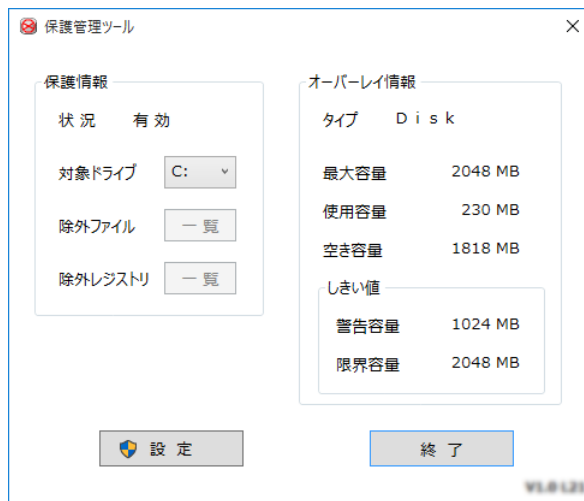 保護管理ツール
保護情報
状況 有効
対象ドライブ C:
除外ファイル 一覧
除外レジストリ 一覧
オーバーレイ情報
タイプ Disk
最大容量 2048 MB
使用容量 230 MB
空き容量 1818 MB
しきい値
警告容量 1024 MB
限界容量 2048 MB
設定
終了